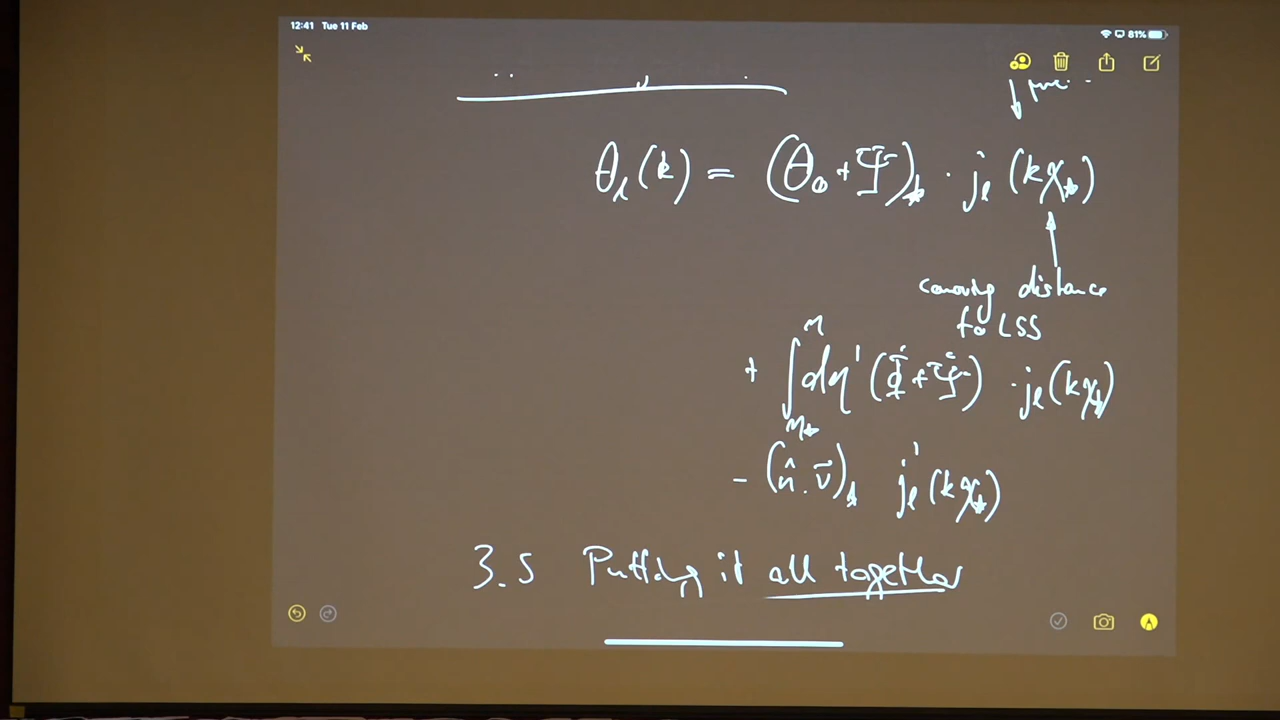 12:41 Tue 11 Feb
81%
θ_l(k) = (θ_0 + Ψ)_* · j_l (kχ_*)
comoving distance
to LSS
+ ∫_{η_*}^{η} dη' (Φ̇ + Ψ̇) · j_l(kχ_*)
- (n̂.v⃗)_* j_l'(kχ_*)
3.5 Putting it all together